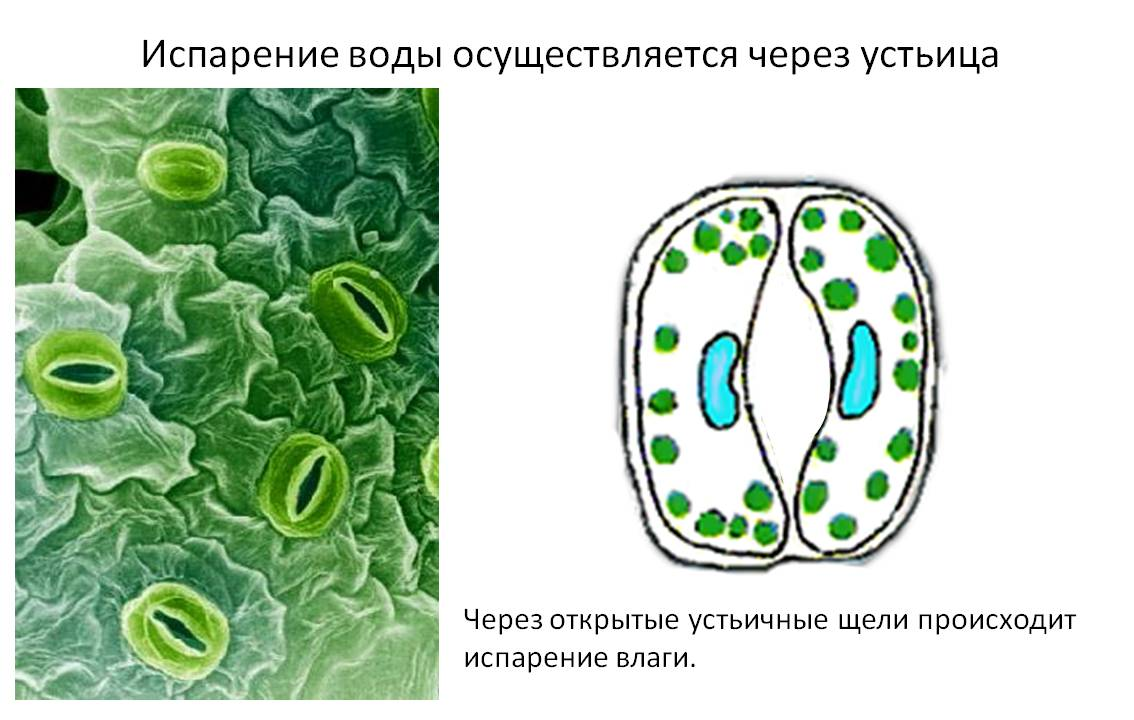 Испарение воды осуществляется через устьица
Через открытые устьичные щели происходит
испарение влаги.